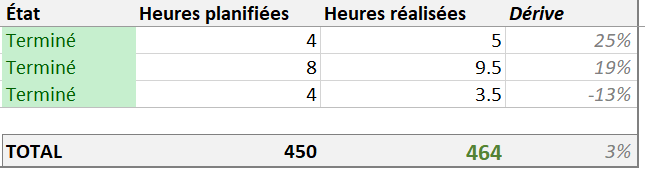 État Heures planifiées Heures réalisées Dérive
Terminé 4 5 25%
Terminé 8 9.5 19%
Terminé 4 3.5 -13%
TOTAL 450 464 3%